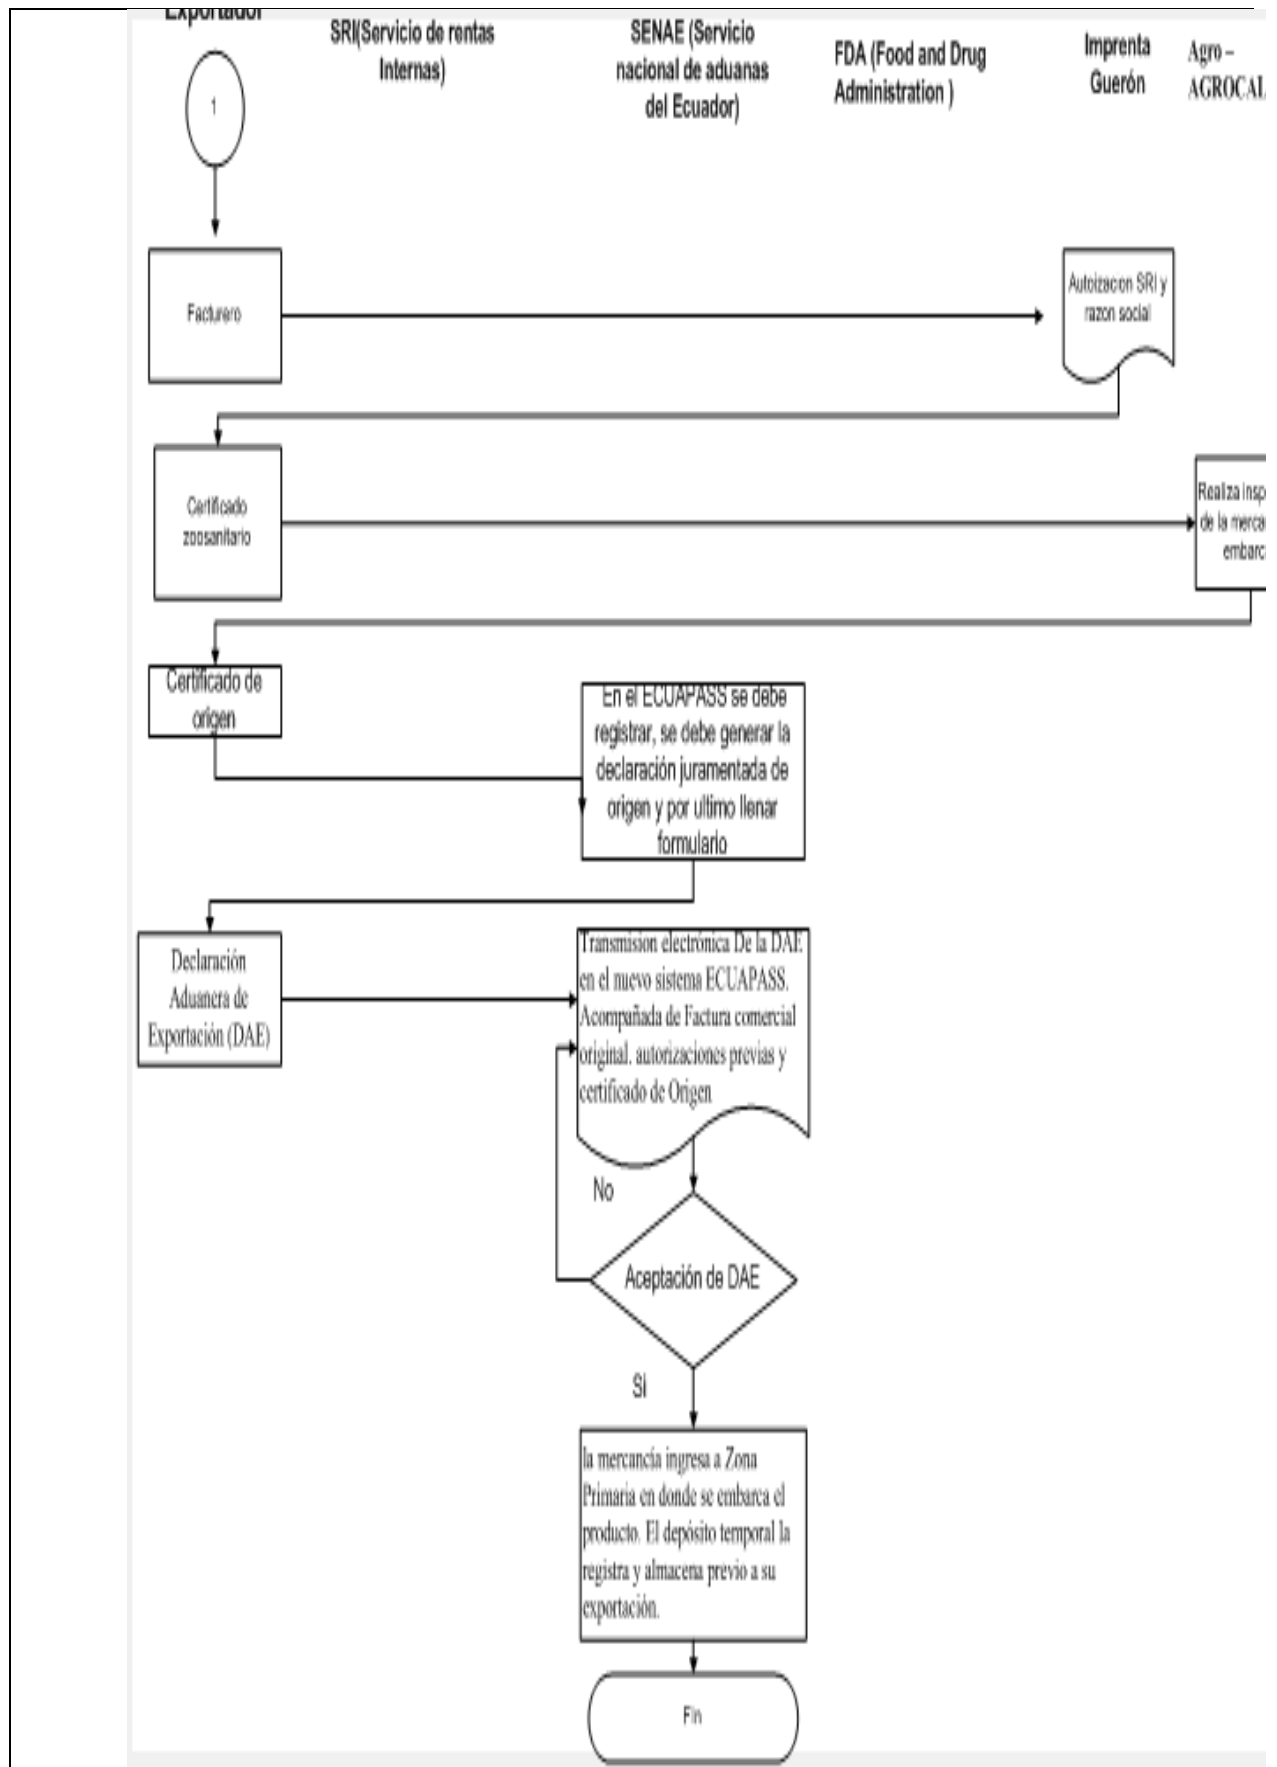 Exportador
SRI(Servicio de rentas
Internas)
SENAE (Servicio
nacional de aduanas
del Ecuador)
FDA (Food and Drug
Administration )
Imprenta
Guerón
Agro –
1
Facturero
Autoizacion SRI y
razon social
Certificado
zoosanitario
Realiza
de la
Certificado de
origen
En el ECUAPASS se debe
registrar, se debe generar la
declaración juramentada de
origen y por ultimo llenar
formulario
Declaración
Aduanera de
Exportación (DAE)
Transmision electrónica De la DAE
en el nuevo sistema ECUAPASS.
Acompañada de Factura comercial
original. autorizaciones previas y
certificado de Origen
No
Aceptación de DAE
Si
la mercancía ingresa a Zona
Primaria en donde se embarca el
producto. El depósito temporal la
registra y almacena previo a su
exportación.
Fin